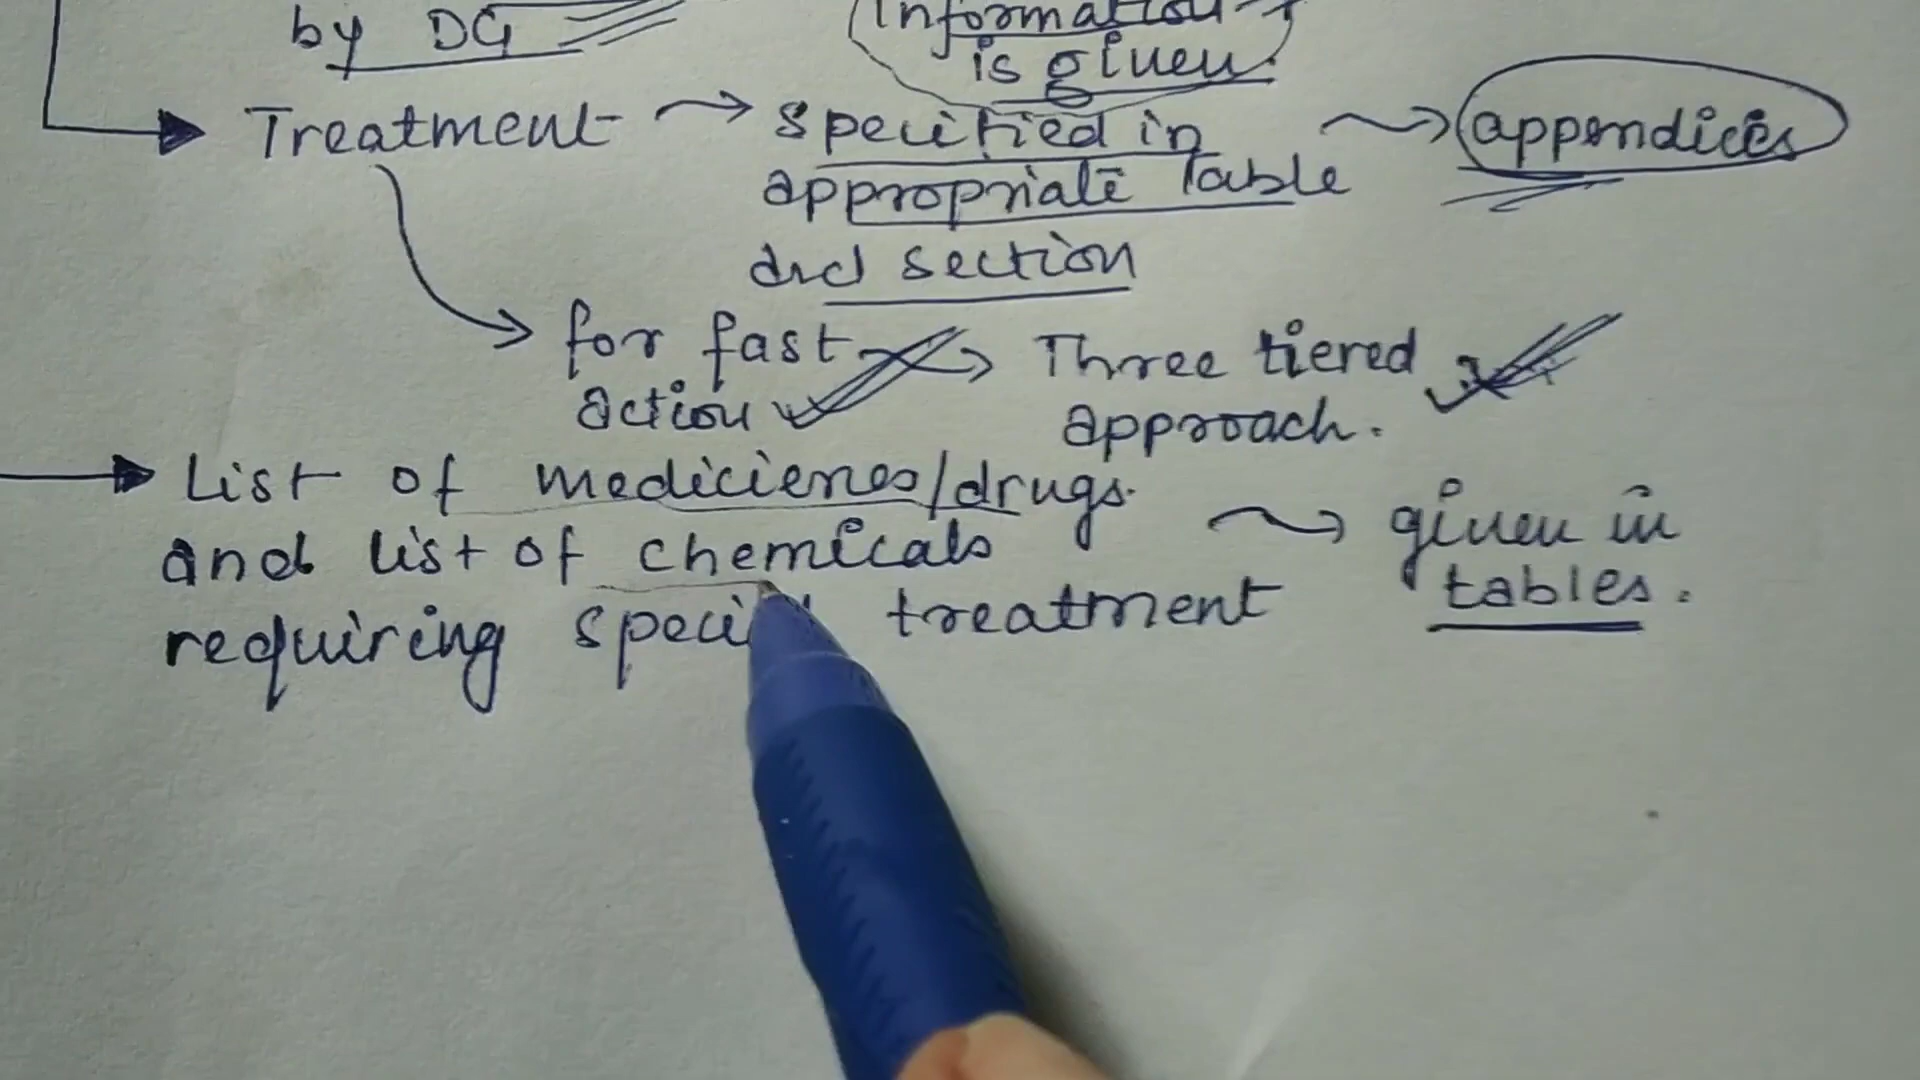 by DG
Information
is given.
Treatment → specified in → appendices
appropriate Table
and section
for fast → Three tiered
action approach.
List of medicienes/drugs
and list of chemicals → given in
requiring treatment tables.